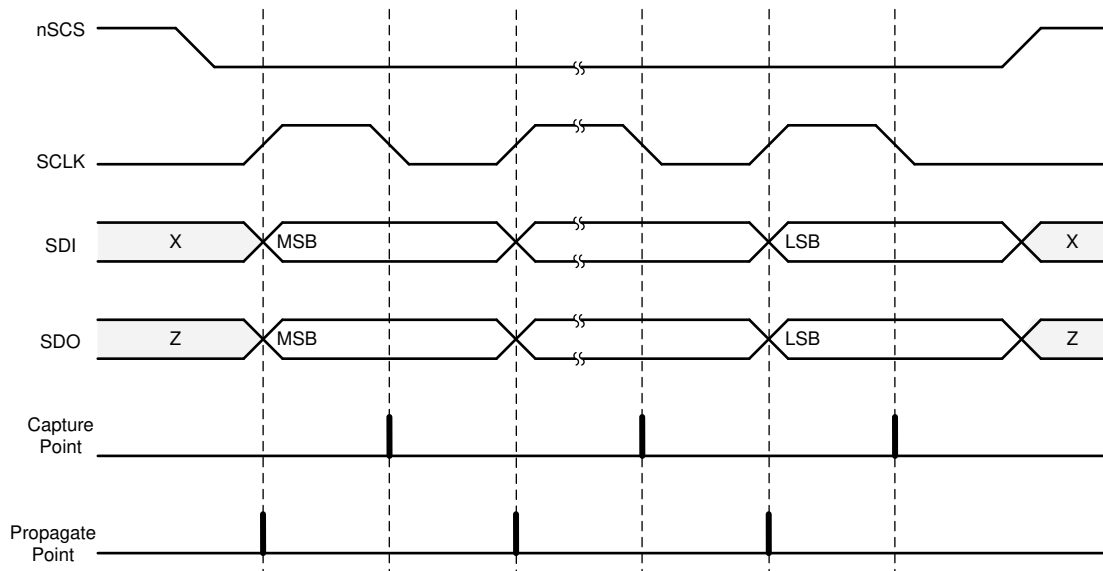 nSCS
SCLK
SDI
X
MSB
LSB
X
SDO
Z
MSB
LSB
Z
Capture
Point
Propagate
Point